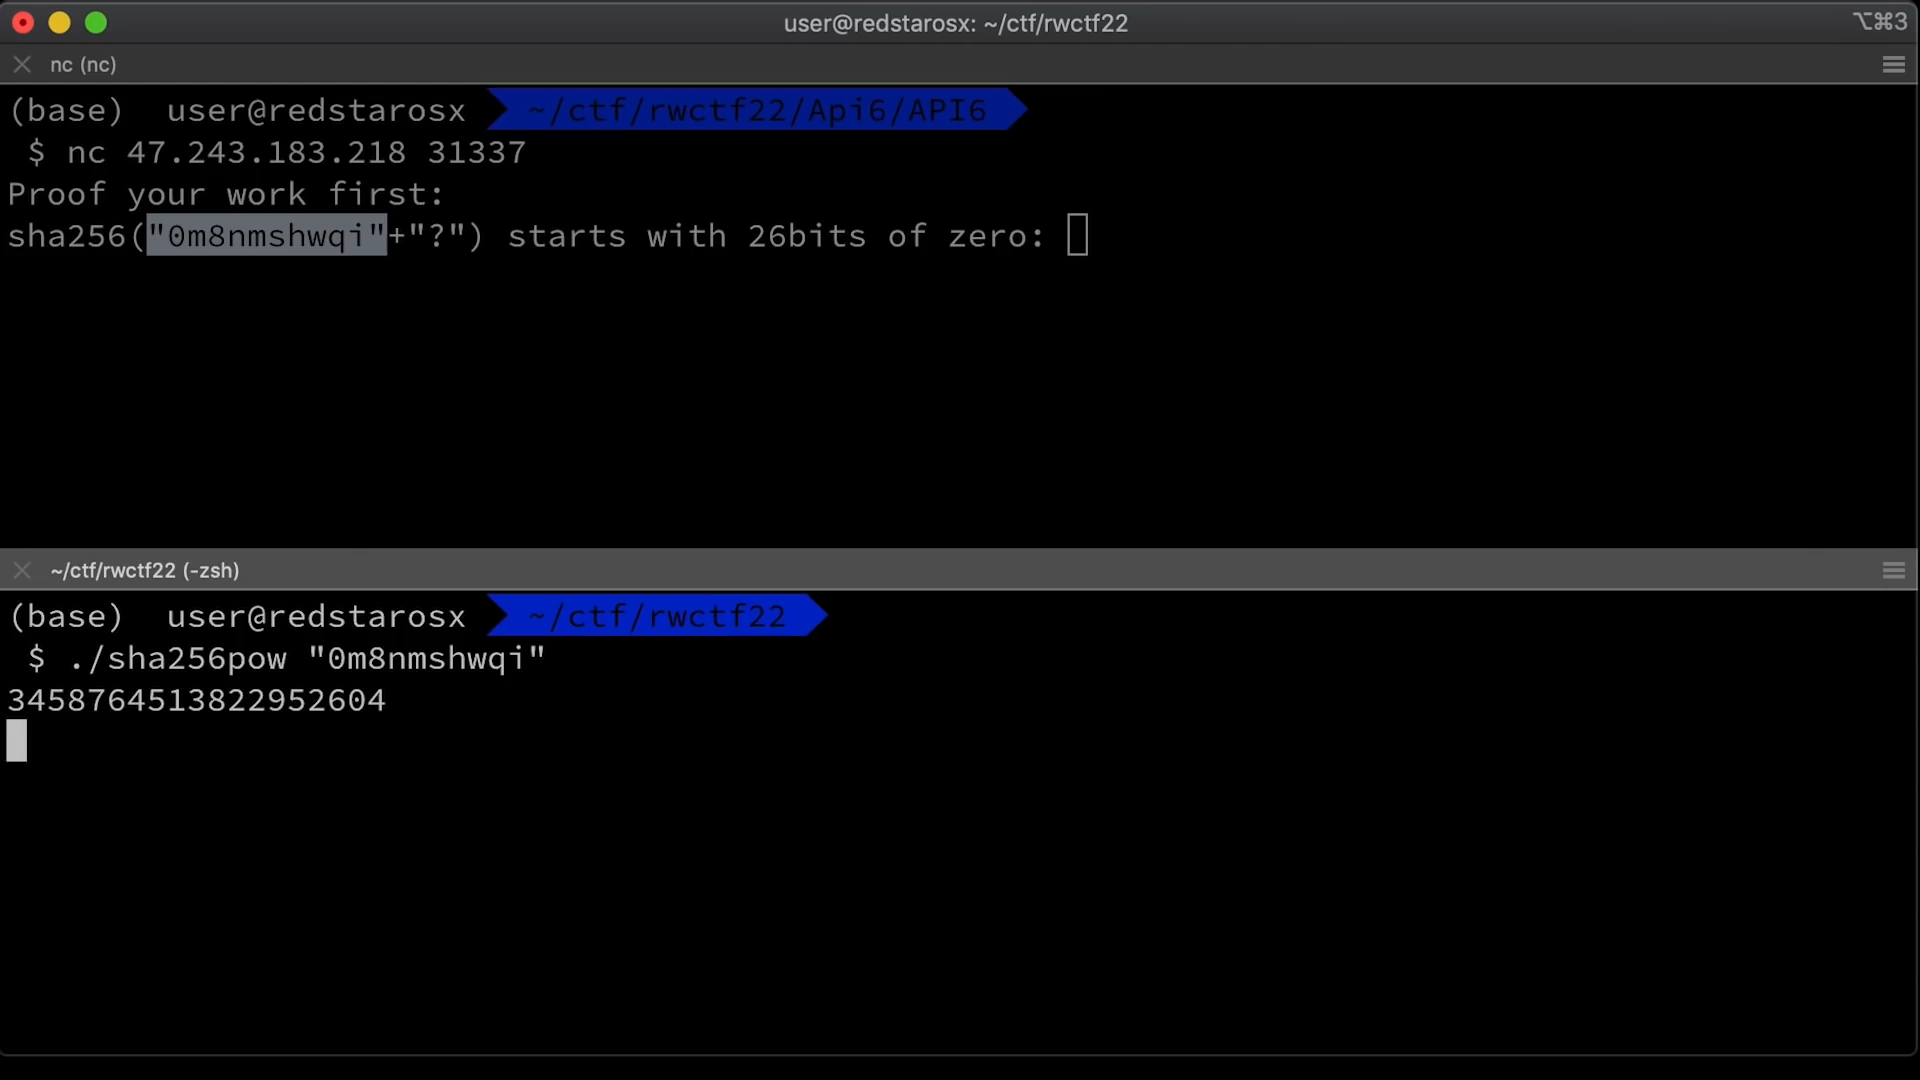 user@redstarosx: ~/ctf/rwctf22
⌥⌘3
nc (nc)
(base) user@redstarosx ~/ctf/rwctf22/Api6/API6
$ nc 47.243.183.218 31337
Proof your work first:
sha256("0m8nmshwqi"+"?") starts with 26bits of zero:
~/ctf/rwctf22 (-zsh)
(base) user@redstarosx ~/ctf/rwctf22
$ ./sha256pow "0m8nmshwqi"
3458764513822952604